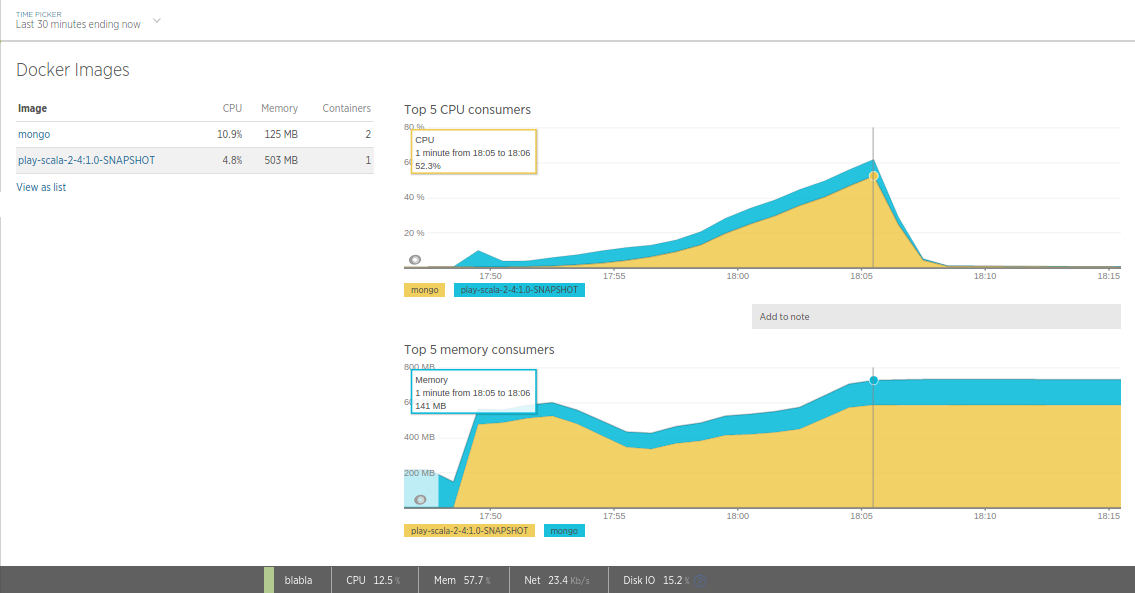 TIME PICKER
Last 30 minutes ending now
Docker Images
Image CPU Memory Containers
mongo 10.9% 125 MB 2
play-scala-2-4:1.0-SNAPSHOT 4.8% 503 MB 1
View as list
Top 5 CPU consumers
80 %
CPU
1 minute from 18:05 to 18:06
52.3%
40 %
20 %
17:50 17:55 18:00 18:05 18:10 18:15
mongo play-scala-2-4:1.0-SNAPSHOT
Add to note
Top 5 memory consumers
800 MB
Memory
1 minute from 18:05 to 18:06
141 MB
400 MB
200 MB
17:50 17:55 18:00 18:05 18:10 18:15
play-scala-2-4:1.0-SNAPSHOT mongo
blabla CPU 12.5 % Mem 57.7 % Net 23.4 Kb/s Disk IO 15.2 %